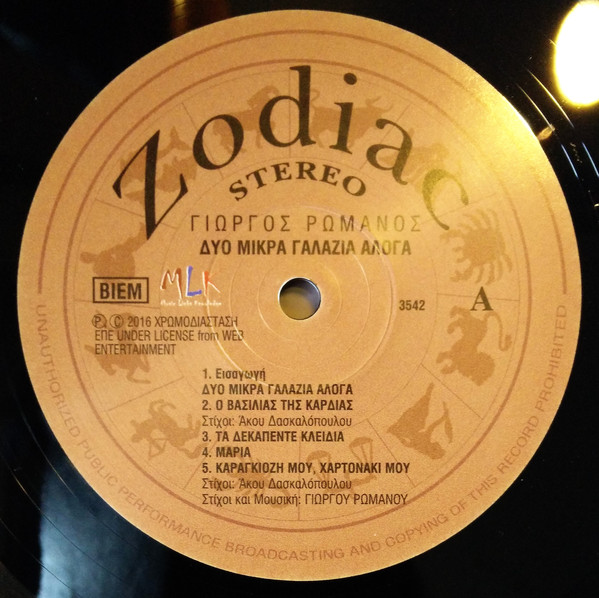 Zodiac
STEREO
ΓΙΩΡΓΟΣ ΡΩΜΑΝΟΣ
ΔΥΟ ΜΙΚΡΑ ΓΑΛΑΖΙΑ ΑΛΟΓΑ
BIEM
MLK
3542
A
Ⓟ Ⓒ 2016 ΧΡΩΜΟΔΙΑΣΤΑΣΗ
ΕΠΕ UNDER LICENSE from WEB
ENTERTAINMENT
1. Εισαγωγή
ΔΥΟ ΜΙΚΡΑ ΓΑΛΑΖΙΑ ΑΛΟΓΑ
2. Ο ΒΑΣΙΛΙΑΣ ΤΗΣ ΚΑΡΔΙΑΣ
Στίχοι: Άκου Δασκαλόπουλου
3. ΤΑ ΔΕΚΑΠΕΝΤΕ ΚΛΕΙΔΙΑ
4. ΜΑΡΙΑ
5. ΚΑΡΑΓΚΙΟΖΗ ΜΟΥ, ΧΑΡΤΟΝΑΚΙ ΜΟΥ
Στίχοι: Άκου Δασκαλόπουλου
Στίχοι και Μουσική: ΓΙΩΡΓΟΥ ΡΩΜΑΝΟΥ
UNAUTHORIZED PUBLIC PERFORMANCE BROADCASTING AND COPYING OF THIS RECORD PROHIBITED